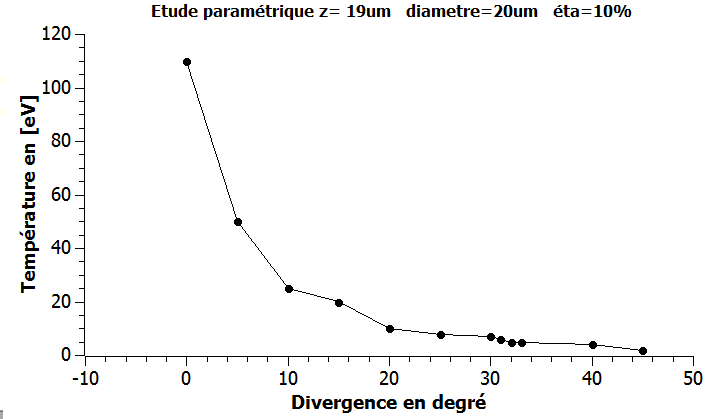 Etude paramétrique z= 19um diametre=20um éta=10%
120
100
80
60
40
20
0
Température en [eV]
-10 0 10 20 30 40 50
Divergence en degré